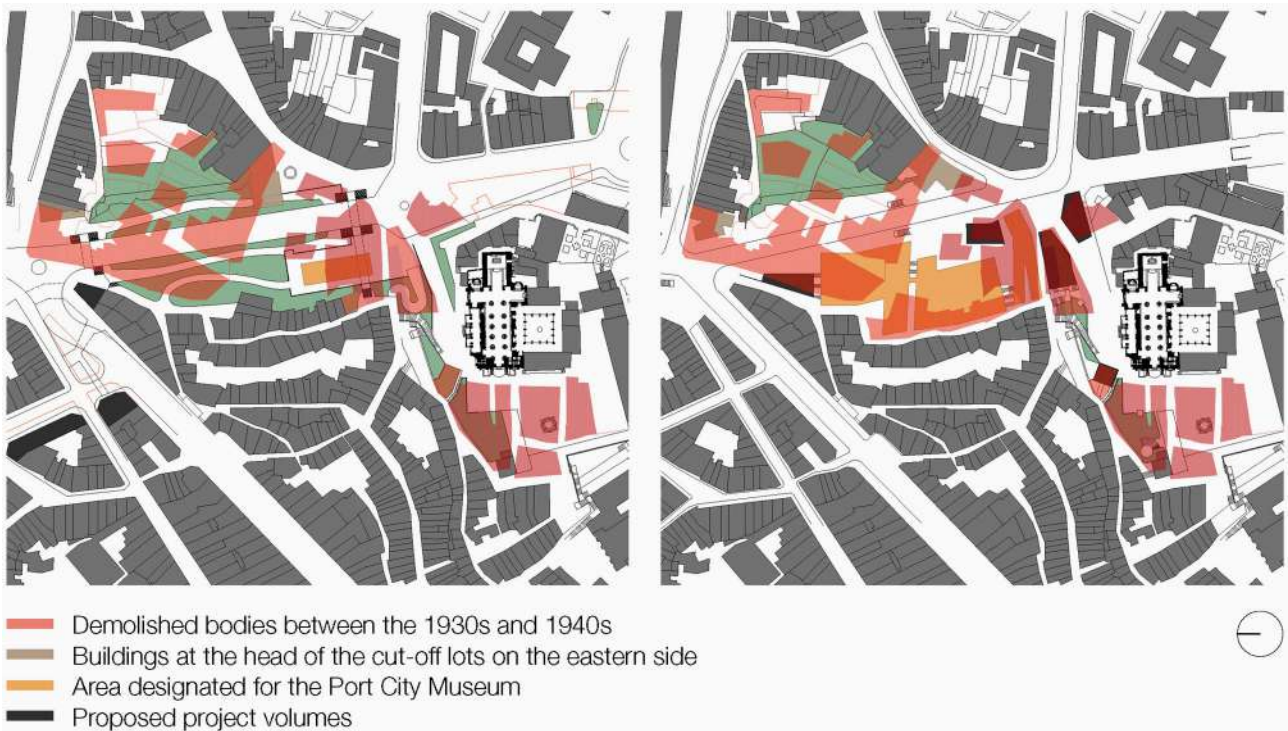 Demolished bodies between the 1930s and 1940s
Buildings at the head of the cut-off lots on the eastern side
Area designated for the Port City Museum
Proposed project volumes